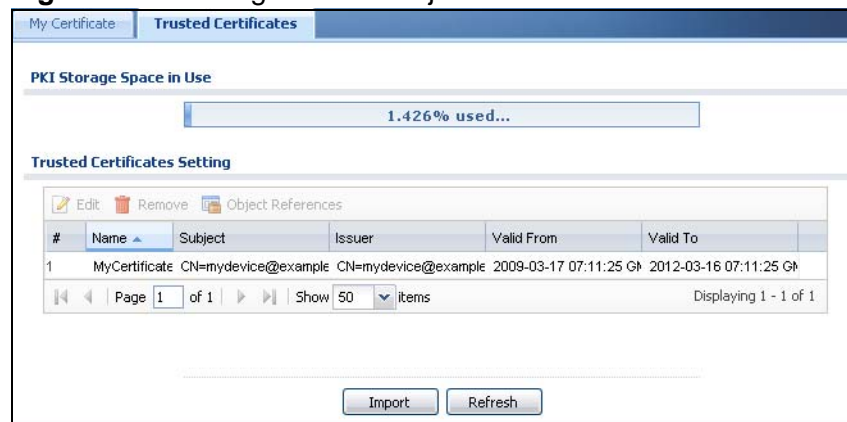 My Certificate Trusted Certificates
PKI Storage Space in Use
1.426% used...
Trusted Certificates Setting
Edit Remove Object References
# Name Subject Issuer Valid From Valid To
1 MyCertificate CN=mydevice@example CN=mydevice@example 2009-03-17 07:11:25 GM 2012-03-16 07:11:25 GM
Page 1 of 1 Show 50 items Displaying 1 - 1 of 1
Import Refresh